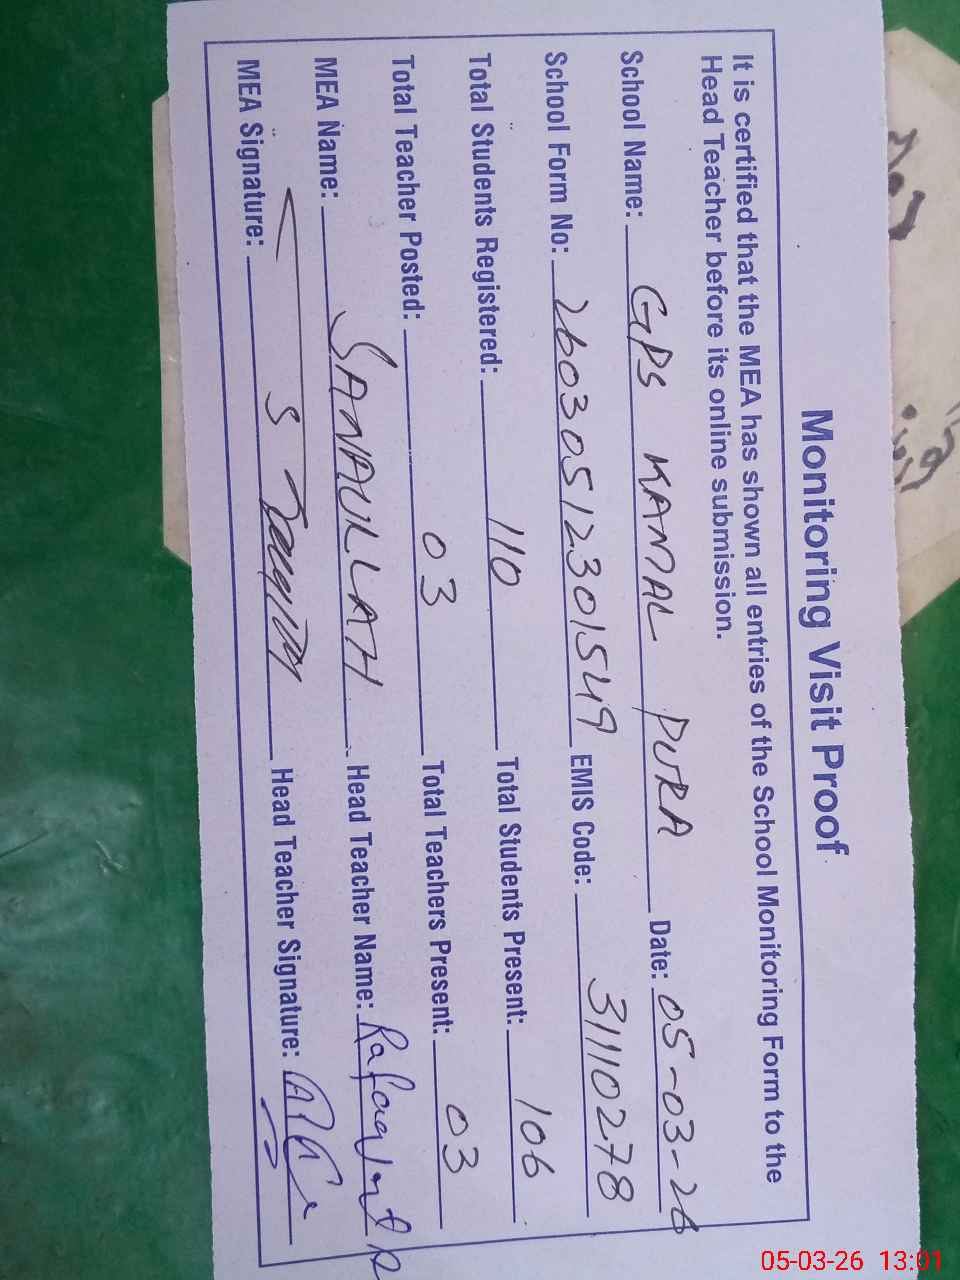 Monitoring Visit Proof
It is certified that the MEA has shown all entries of the School Monitoring Form to the
Head Teacher before its online submission.
School Name: GPS KAMAL PURA Date: 05-03-26
School Form No: 26030512301549 EMIS Code: 31110278
Total Students Registered: 110 Total Students Present: 106
Total Teacher Posted: 03 Total Teachers Present: 03
MEA Name: SANAULLAH Head Teacher Name:
MEA Signature: Head Teacher Signature:
05-03-26 13:01